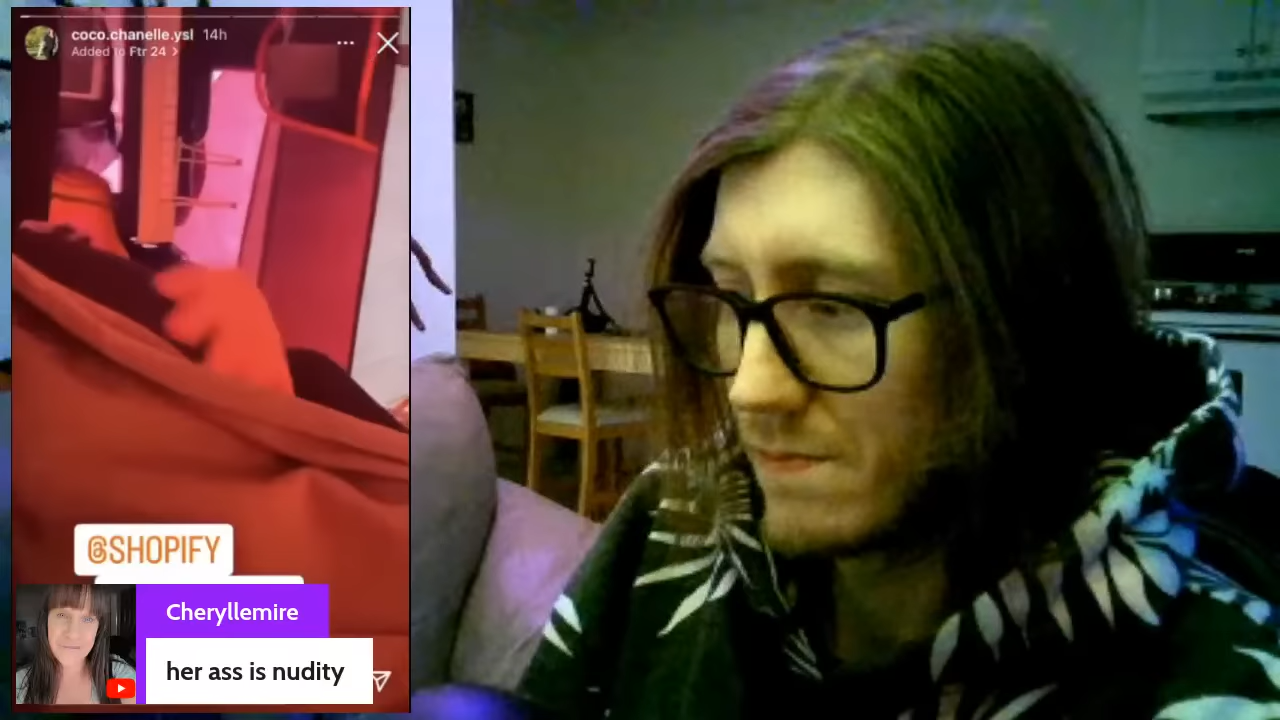 coco.chanelle.ysl 14h
Added to Ftr 24 >
@SHOPIFY
Cheryllemire
her ass is nudity